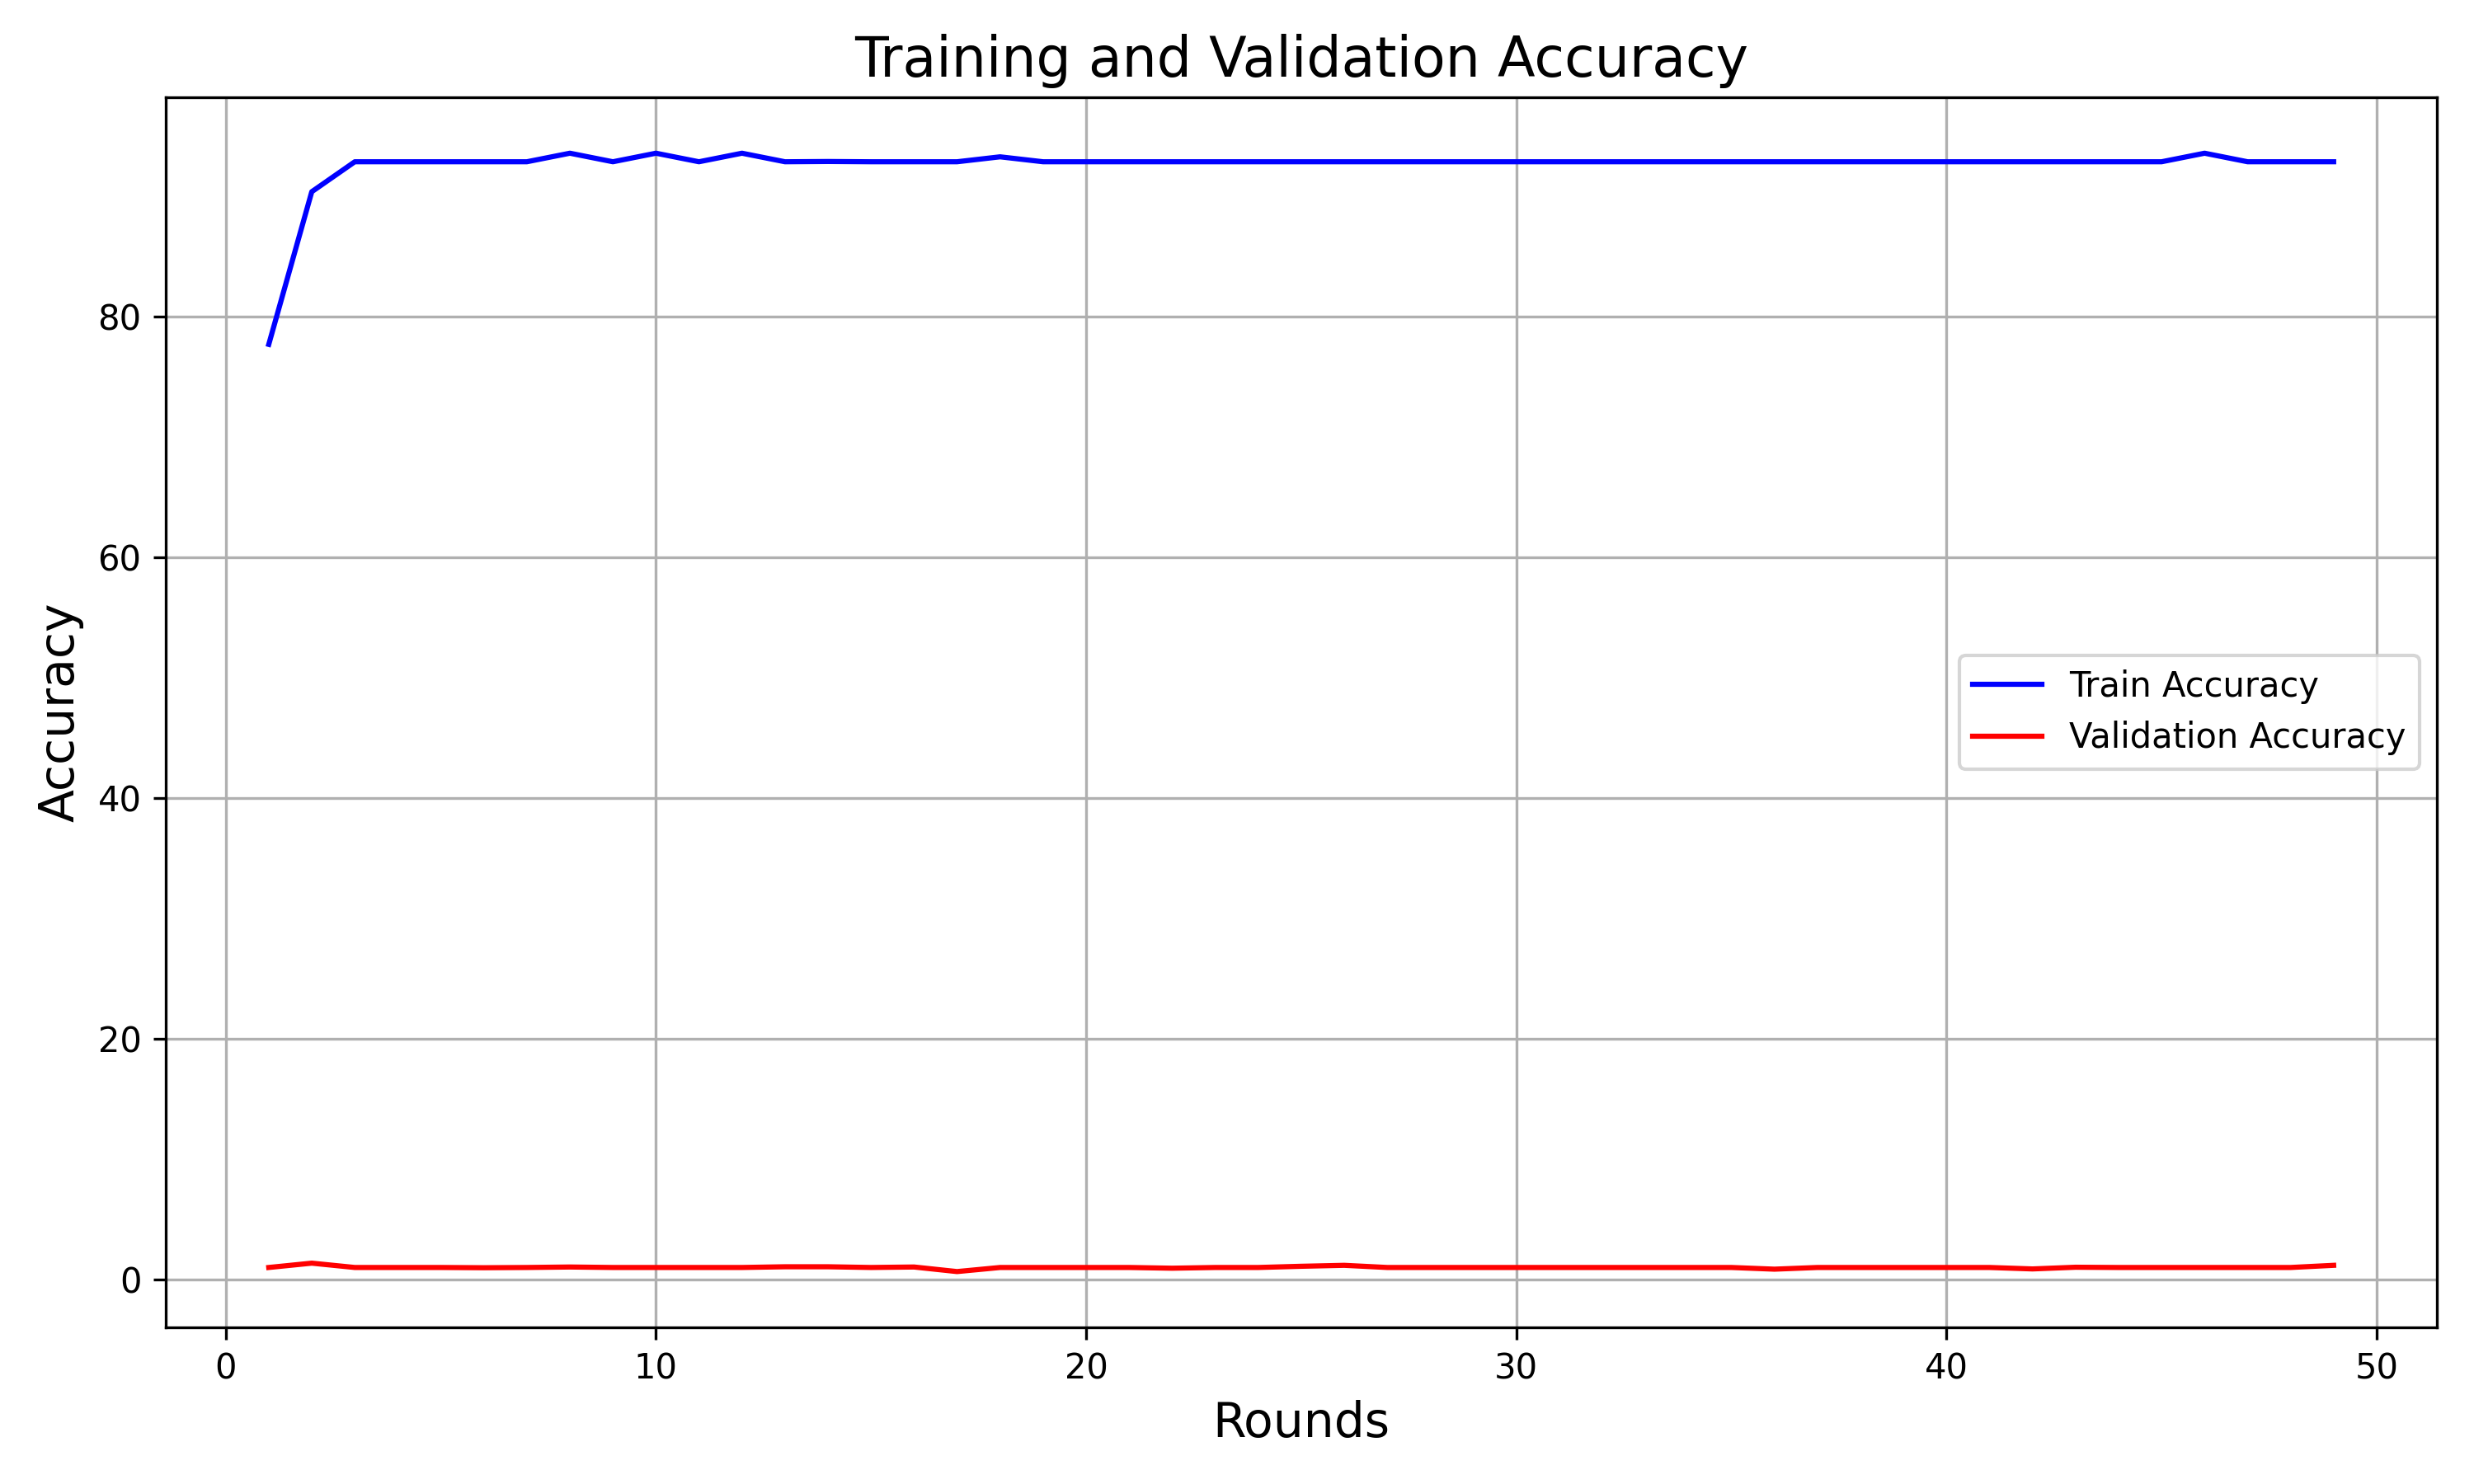 Training and Validation Accuracy
Accuracy
80
60
40
20
0
Train Accuracy
Validation Accuracy
0 10 20 30 40 50
Rounds